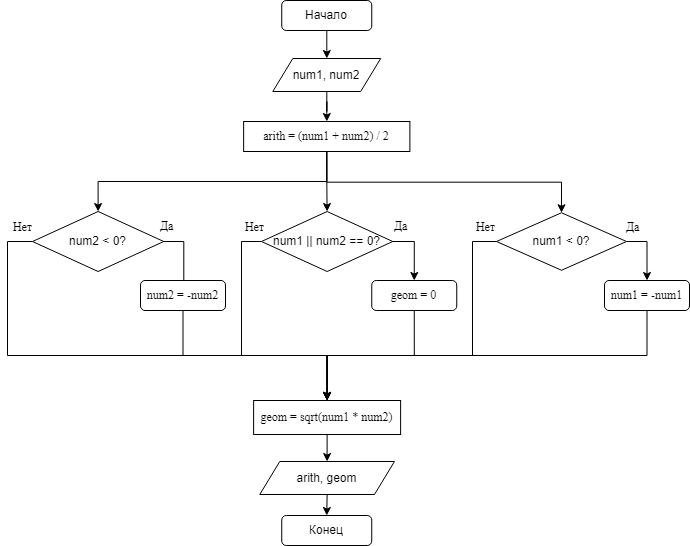 Начало
num1, num2
arith = (num1 + num2) / 2
Нет
Да
Нет
Да
Нет
Да
num2 < 0?
num1 || num2 == 0?
num1 < 0?
num2 = -num2
geom = 0
num1 = -num1
geom = sqrt(num1 * num2)
arith, geom
Конец